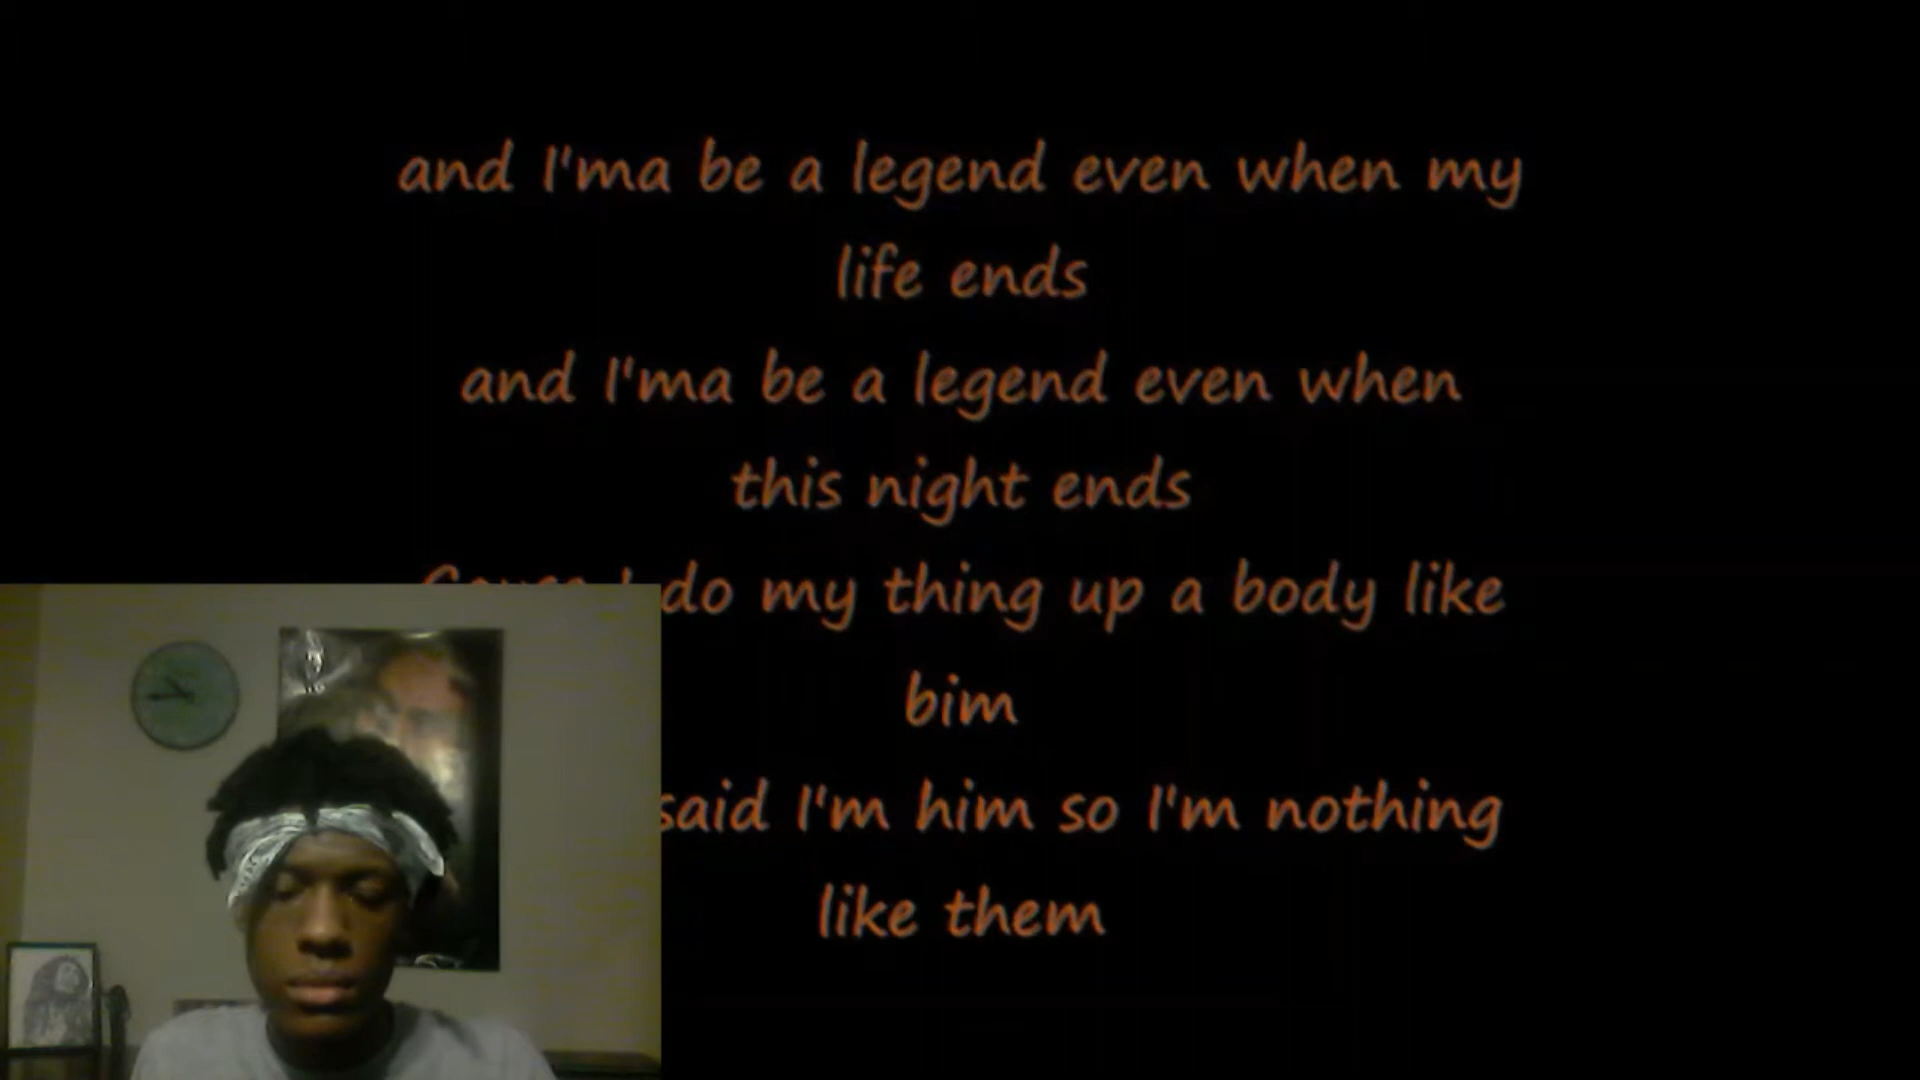 and I'ma be a legend even when my
life ends
and I'ma be a legend even when
this night ends
do my thing up a body like
bim
said I'm him so I'm nothing
like them